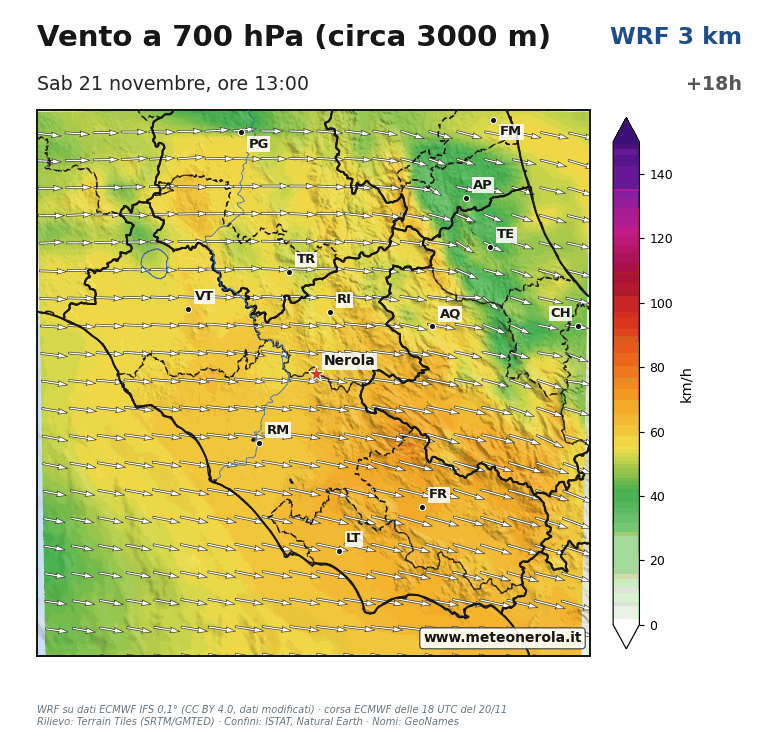 Vento a 700 hPa (circa 3000 m)
WRF 3 km
Sab 21 novembre, ore 13:00
+18h
FM
PG
AP
TE
TR
VT
RI
AQ
CH
Nerola
RM
FR
LT
www.meteonerola.it
140
120
100
80
60
40
20
0
km/h
WRF su dati ECMWF IFS 0,1° (CC BY 4.0, dati modificati) · corsa ECMWF delle 18 UTC del 20/11
Rilievo: Terrain Tiles (SRTM/GMTED) · Confini: ISTAT, Natural Earth · Nomi: GeoNames